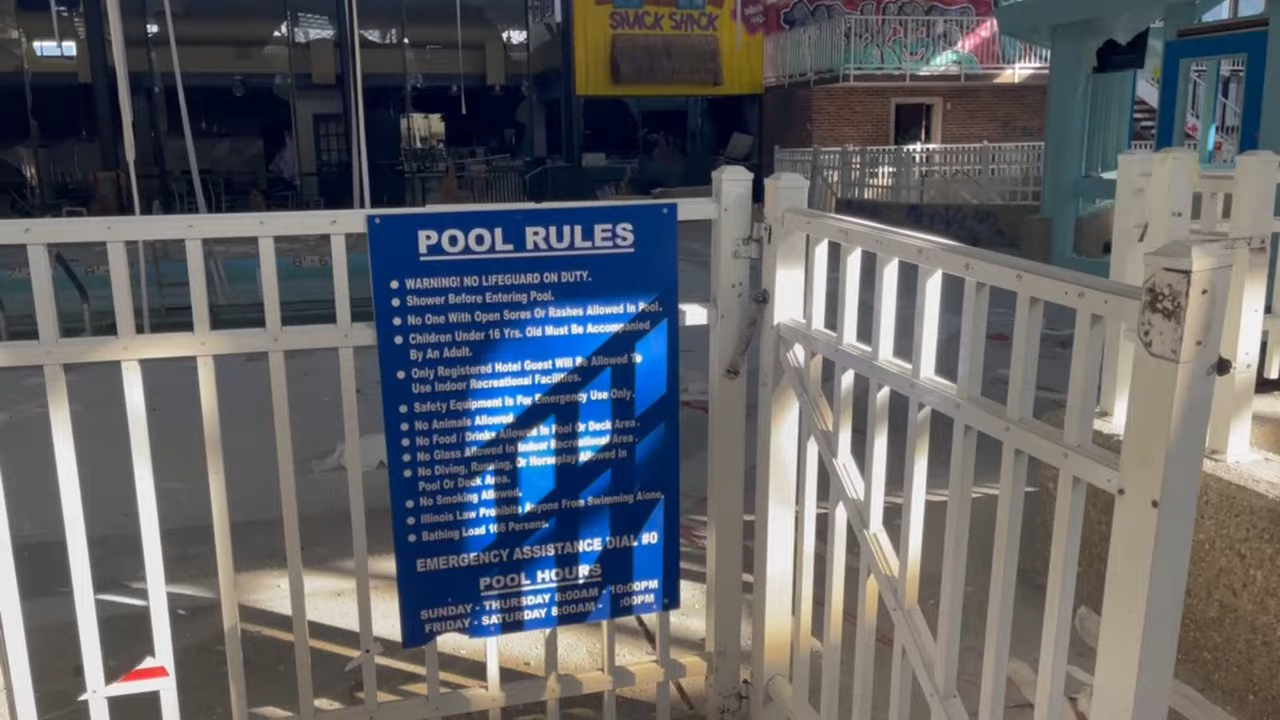 SNACK SHACK
POOL RULES
WARNING! NO LIFEGUARD ON DUTY.
Shower Before Entering Pool.
No One With Open Sores Or Rashes Allowed In Pool.
Children Under 16 Yrs. Old Must Be Accompanied
By An Adult.
Only Registered Hotel Guest Will Be Allowed To
Use Indoor Recreational Facilities.
Safety Equipment Is For Emergency Use Only.
No Animals Allowed
No Food / Drinks Allowed In Pool Or Deck Area.
No Glass Allowed In Indoor Recreational Area.
No Diving, Running, Or Horseplay Allowed In
Pool Or Deck Area.
No Smoking Allowed.
Illinois Law Prohibits Anyone From Swimming Alone.
Bathing Load 166 Persons.
EMERGENCY ASSISTANCE DIAL #0
POOL HOURS
SUNDAY - THURSDAY 8:00AM - 10:00PM
FRIDAY - SATURDAY 8:00AM - :00PM